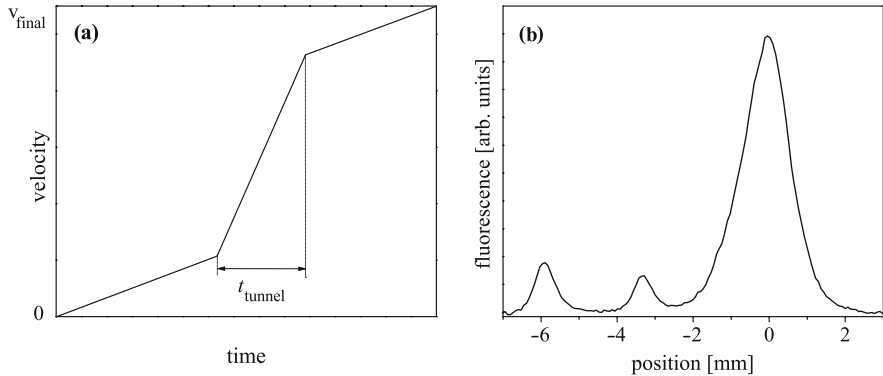 v_final
(a)
velocity
0
t_tunnel
time
(b)
fluorescence [arb. units]
-6
-4
-2
0
2
position [mm]